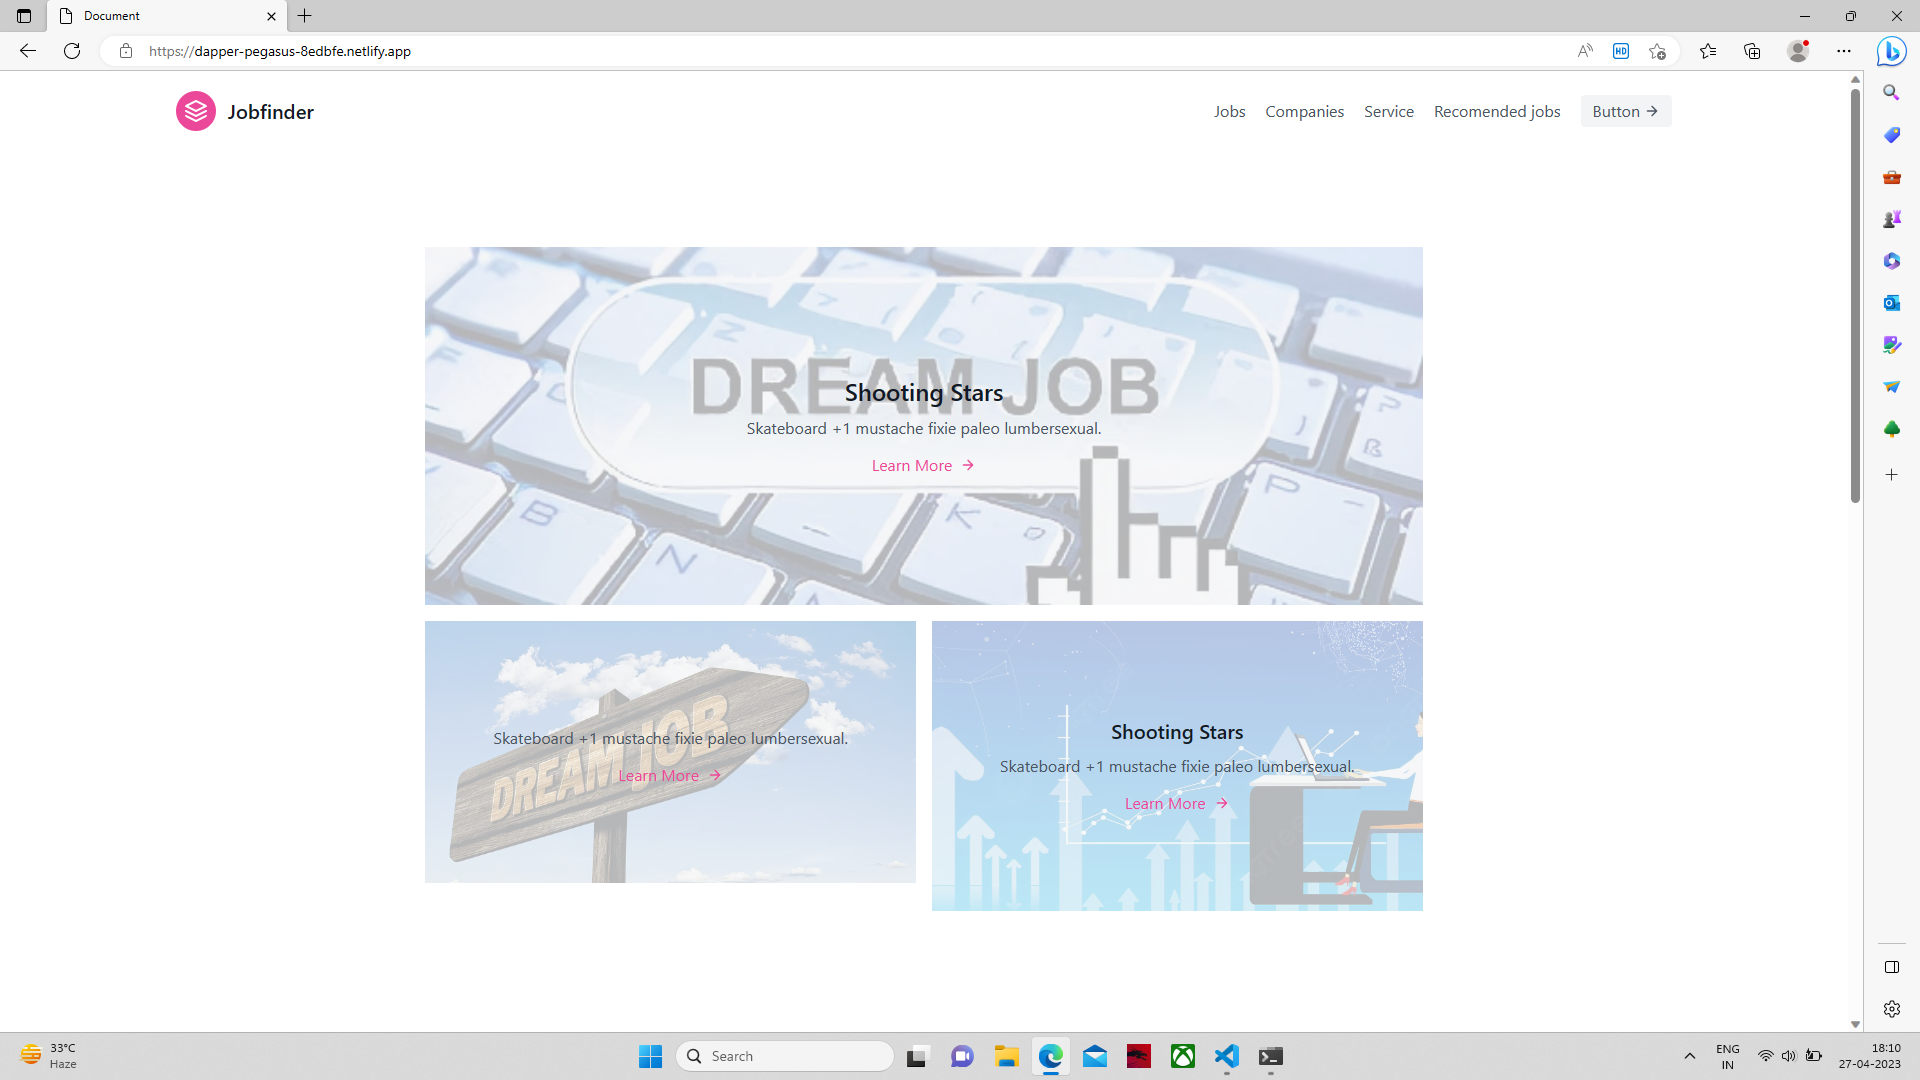 Document
https://dapper-pegasus-8edbfe.netlify.app
HD
Jobfinder
Jobs Companies Service Recomended jobs Button →
DREAM JOB
Shooting Stars
Skateboard +1 mustache fixie paleo lumbersexual.
Learn More →
B
N
K
P
DREAM JOB
Skateboard +1 mustache fixie paleo lumbersexual.
Learn More →
Shooting Stars
Skateboard +1 mustache fixie paleo lumbersexual.
Learn More →
33°C
Haze
Search
ENG
IN
18:10
27-04-2023